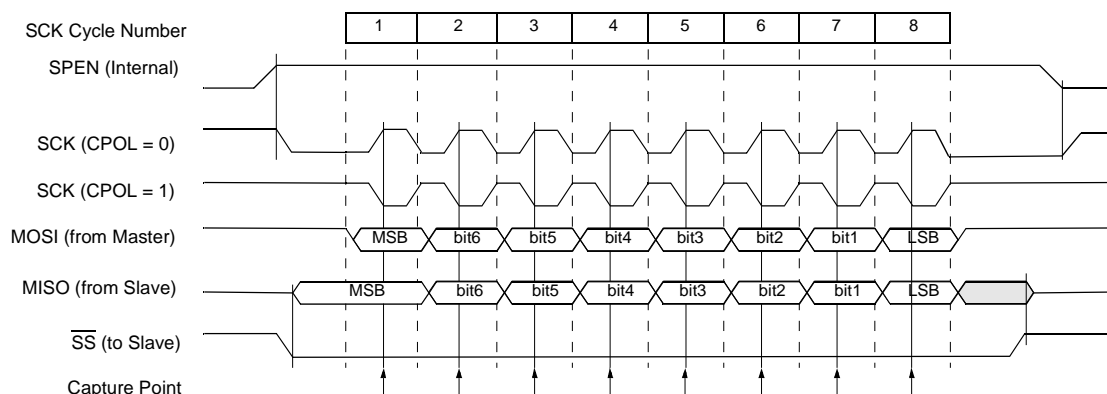 SCK Cycle Number 1 2 3 4 5 6 7 8
SPEN (Internal)
SCK (CPOL = 0)
SCK (CPOL = 1)
MOSI (from Master) MSB bit6 bit5 bit4 bit3 bit2 bit1 LSB
MISO (from Slave) MSB bit6 bit5 bit4 bit3 bit2 bit1 LSB
SS (to Slave)
Capture Point